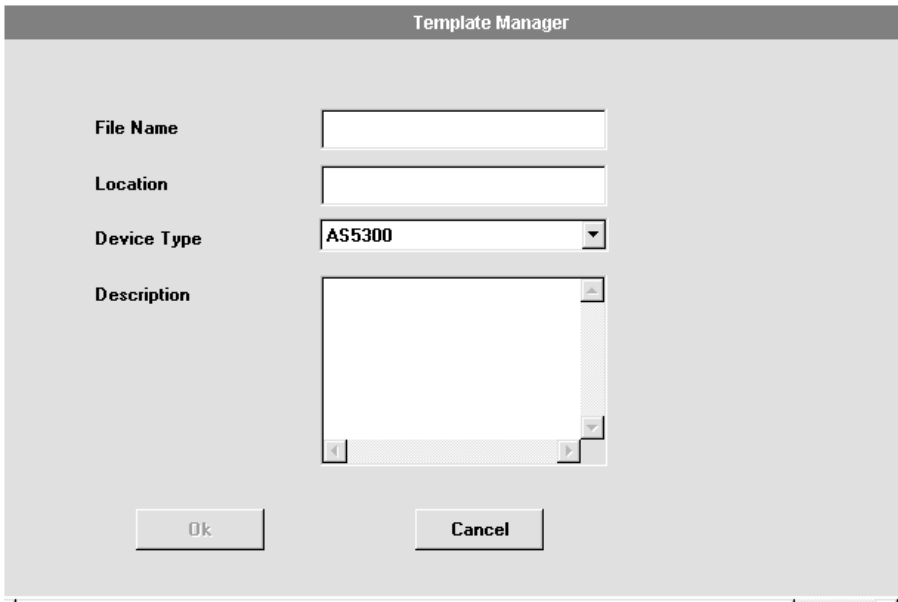 Template Manager
File Name
Location
Device Type
AS5300
Description
Ok
Cancel